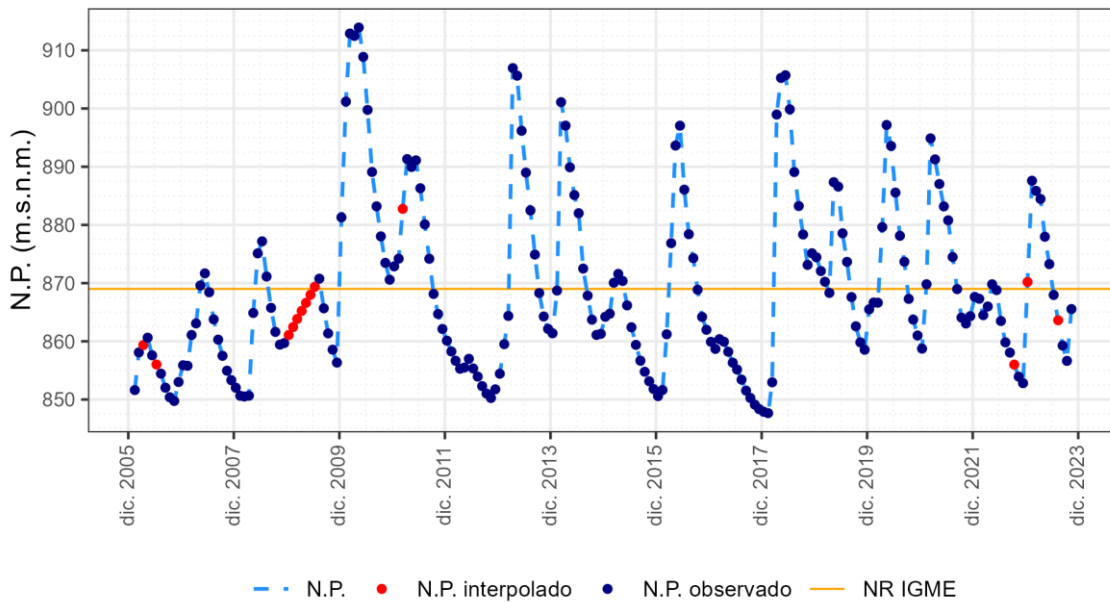 N.P. (m.s.n.m.)
910
900
890
880
870
860
850
dic. 2005
dic. 2007
dic. 2009
dic. 2011
dic. 2013
dic. 2015
dic. 2017
dic. 2019
dic. 2021
dic. 2023
N.P. N.P. interpolado N.P. observado NR IGME